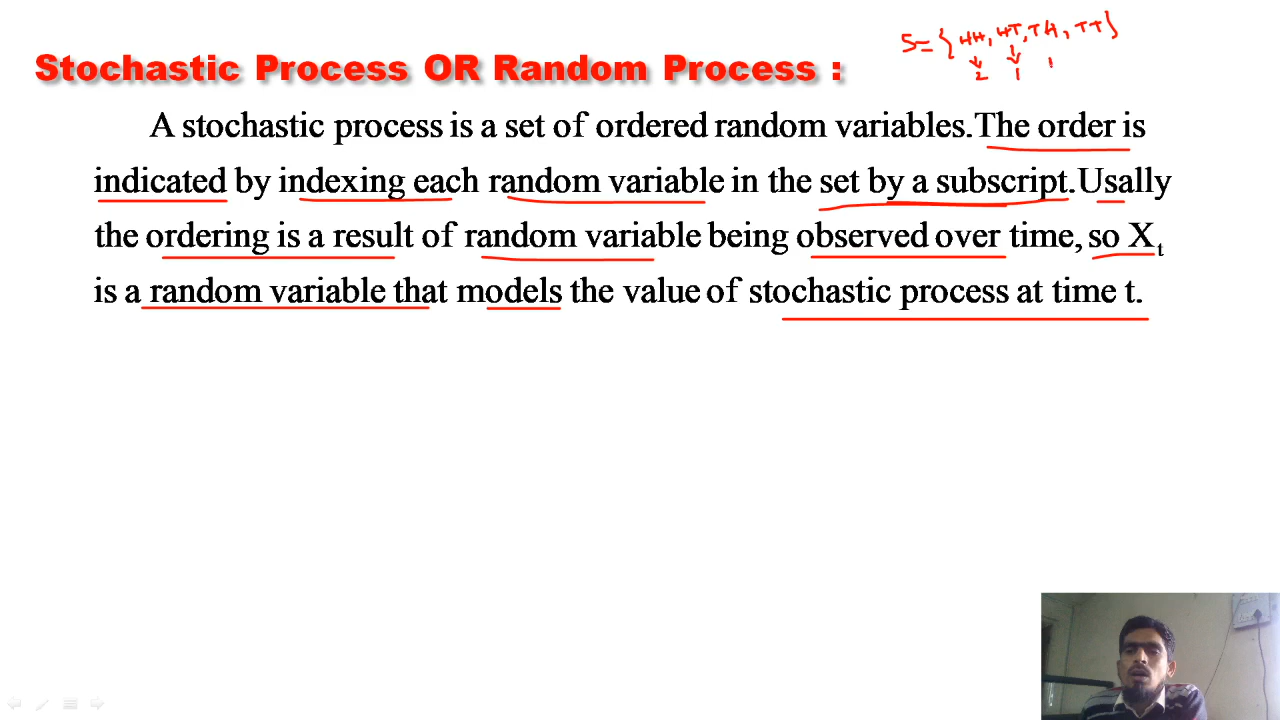 S={HH, HT, TH, TT}
2 1 1
Stochastic Process OR Random Process :
A stochastic process is a set of ordered random variables.The order is
indicated by indexing each random variable in the set by a subscript.Usally
the ordering is a result of random variable being observed over time, so Xt
is a random variable that models the value of stochastic process at time t.